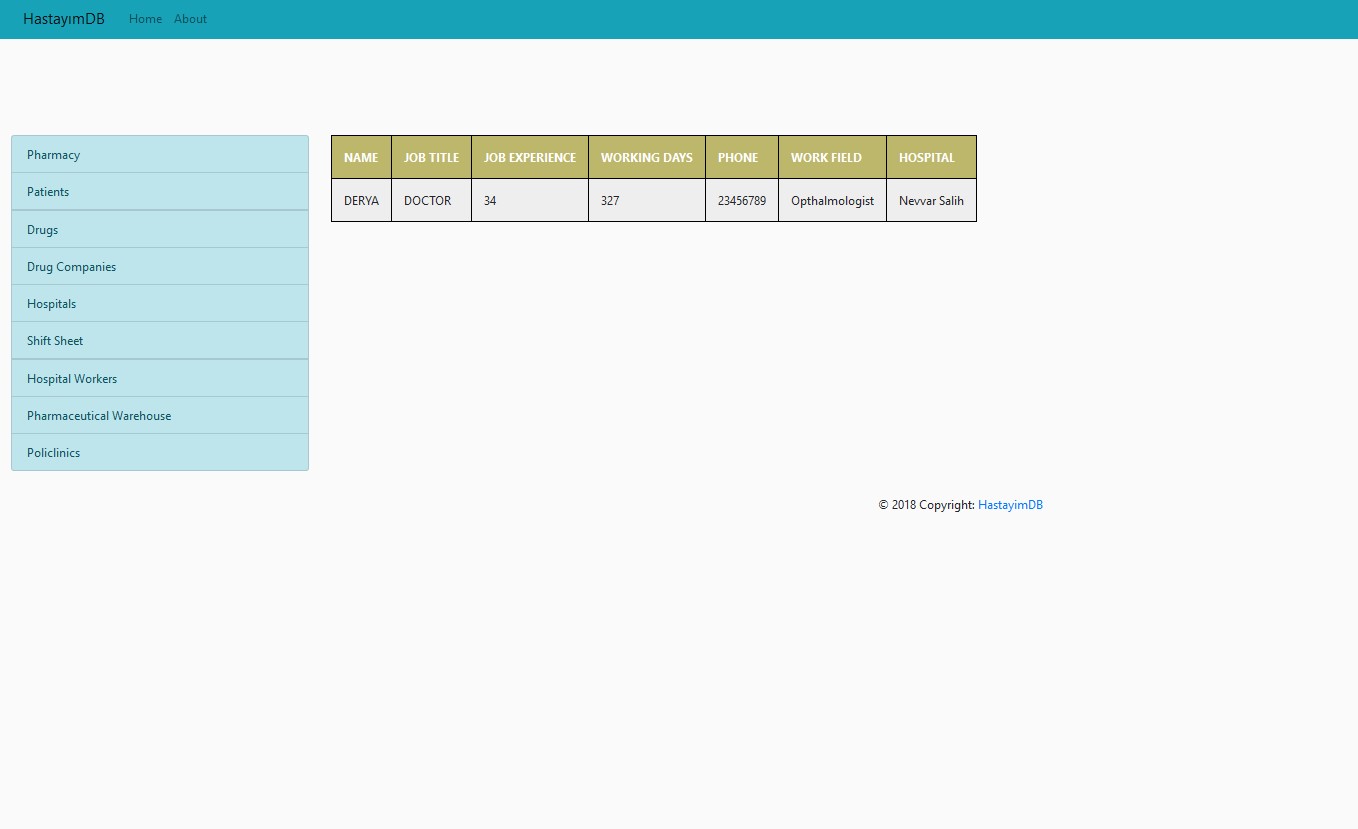 HastayımDB Home About
Pharmacy
Patients
Drugs
Drug Companies
Hospitals
Shift Sheet
Hospital Workers
Pharmaceutical Warehouse
Policlinics
NAME JOB TITLE JOB EXPERIENCE WORKING DAYS PHONE WORK FIELD HOSPITAL
DERYA DOCTOR 34 327 23456789 Opthalmologist Nevvar Salih
© 2018 Copyright: HastayimDB